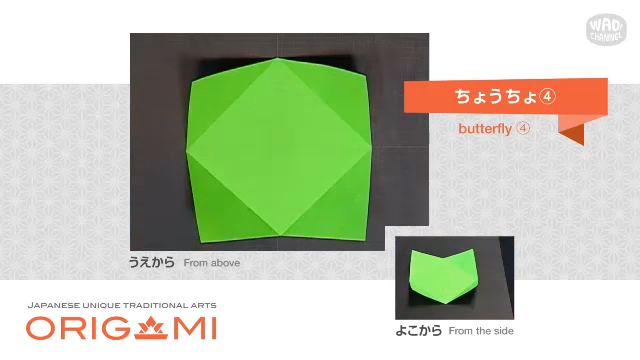 WAO!
CHANNEL
ちょうちょ④
butterfly ④
うえから From above
よこから From the side
JAPANESE UNIQUE TRADITIONAL ARTS
ORIGAMI